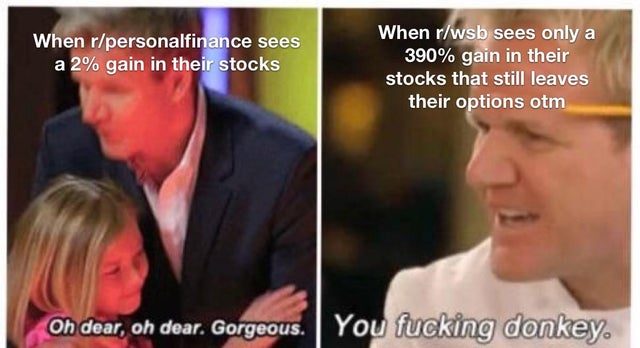 When r/personalfinance sees
a 2% gain in their stocks
Oh dear, oh dear. Gorgeous.
When r/wsb sees only a
390% gain in their
stocks that still leaves
their options otm
You fucking donkey.